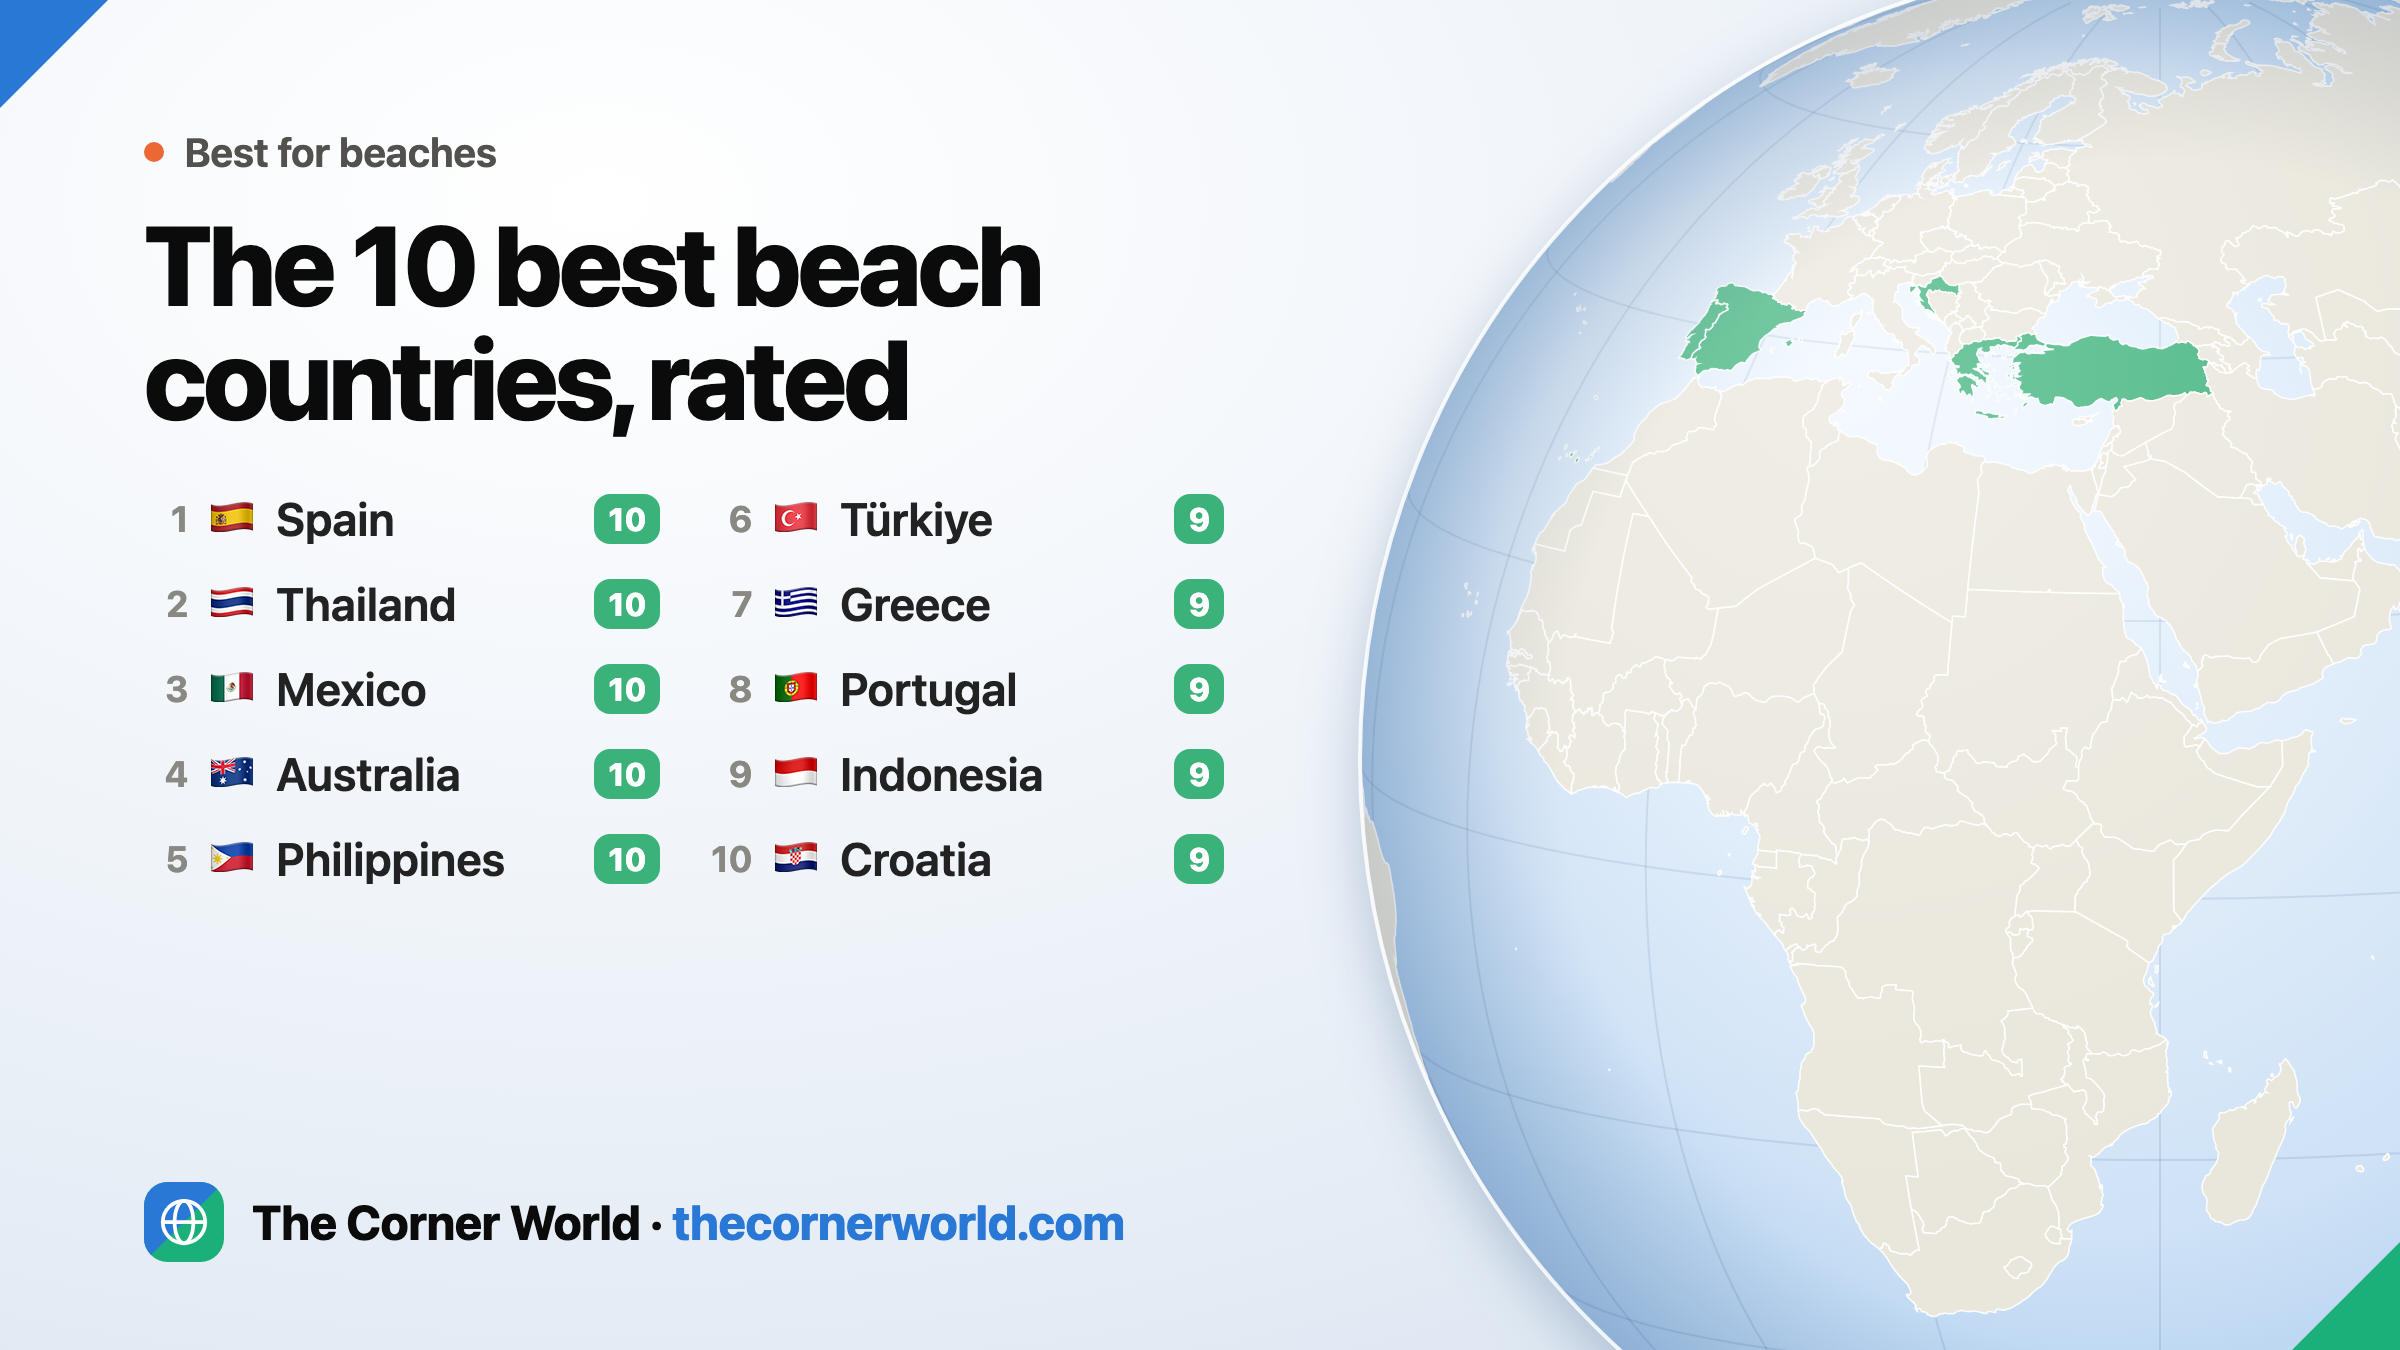 Best for beaches
The 10 best beach
countries, rated
1 Spain 10
2 Thailand 10
3 Mexico 10
4 Australia 10
5 Philippines 10
6 Türkiye 9
7 Greece 9
8 Portugal 9
9 Indonesia 9
10 Croatia 9
The Corner World · thecornerworld.com